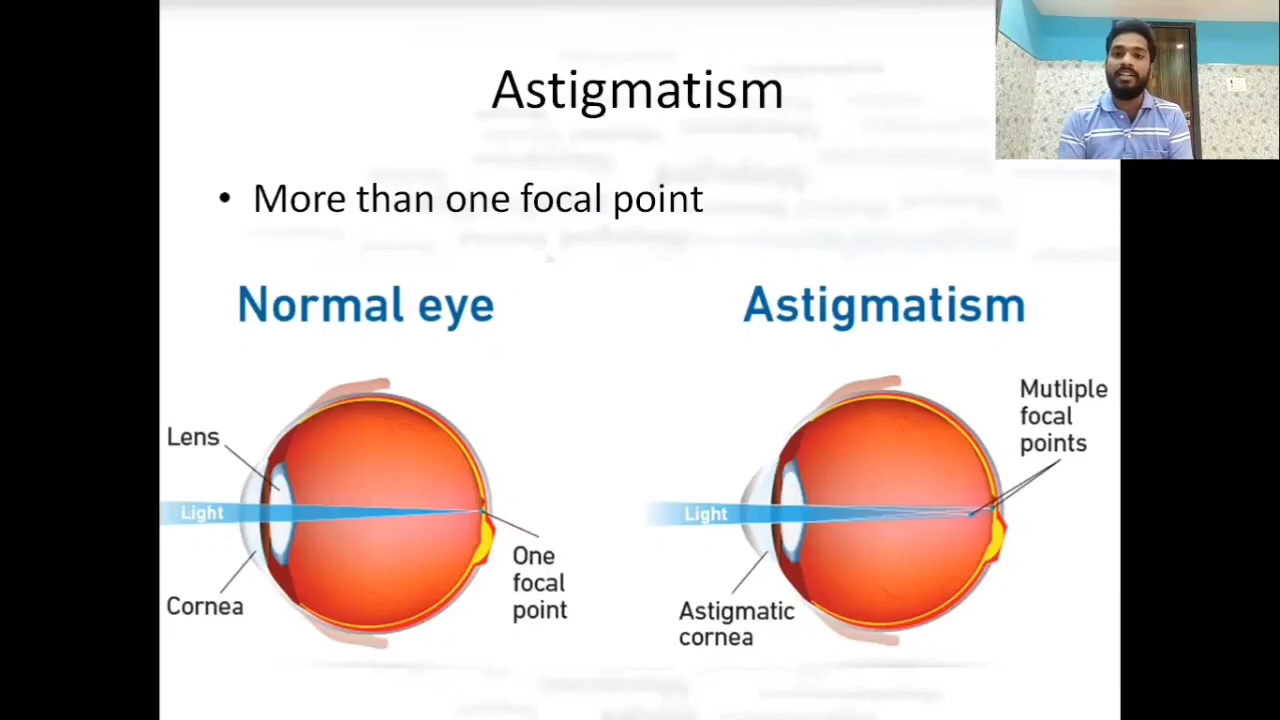 Astigmatism
• More than one focal point
Normal eye
Astigmatism
Lens
Light
Cornea
One
focal
point
Mutliple
focal
points
Light
Astigmatic
cornea